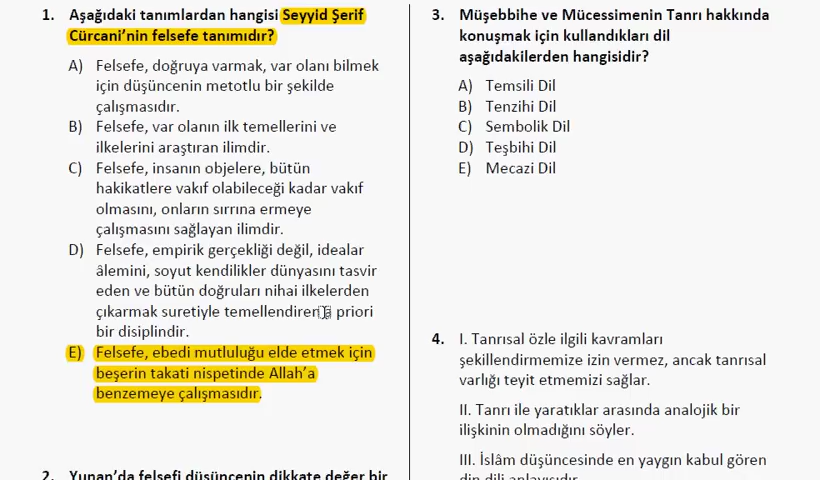 1. Aşağıdaki tanımlardan hangisi Seyyid Şerif
Cürcani’nin felsefe tanımıdır?
A) Felsefe, doğruya varmak, var olanı bilmek
için düşüncenin metotlu bir şekilde
çalışmasıdır.
B) Felsefe, var olanın ilk temellerini ve
ilkelerini araştıran ilimdir.
C) Felsefe, insanın objelere, bütün
hakikatlere vakıf olabileceği kadar vakıf
olmasını, onların sırrına ermeye
çalışmasını sağlayan ilimdir.
D) Felsefe, empirik gerçekliği değil, idealar
âlemini, soyut kendilikler dünyasını tasvir
eden ve bütün doğruları nihai ilkelerden
çıkarmak suretiyle temellendiren a priori
bir disiplindir.
E) Felsefe, ebedi mutluluğu elde etmek için
beşerin takati nispetinde Allah’a
benzemeye çalışmasıdır.
2. Yunan’da felsefi düşüncenin dikkate değer bir
3. Müşebbihe ve Mücessimenin Tanrı hakkında
konuşmak için kullandıkları dil
aşağıdakilerden hangisidir?
A) Temsili Dil
B) Tenzihi Dil
C) Sembolik Dil
D) Teşbihi Dil
E) Mecazi Dil
4. I. Tanrısal özle ilgili kavramları
şekillendirmemize izin vermez, ancak tanrısal
varlığı teyit etmemizi sağlar.
II. Tanrı ile yaratıklar arasında analojik bir
ilişkinin olmadığını söyler.
III. İslâm düşüncesinde en yaygın kabul gören
din dili anlayışıdır.